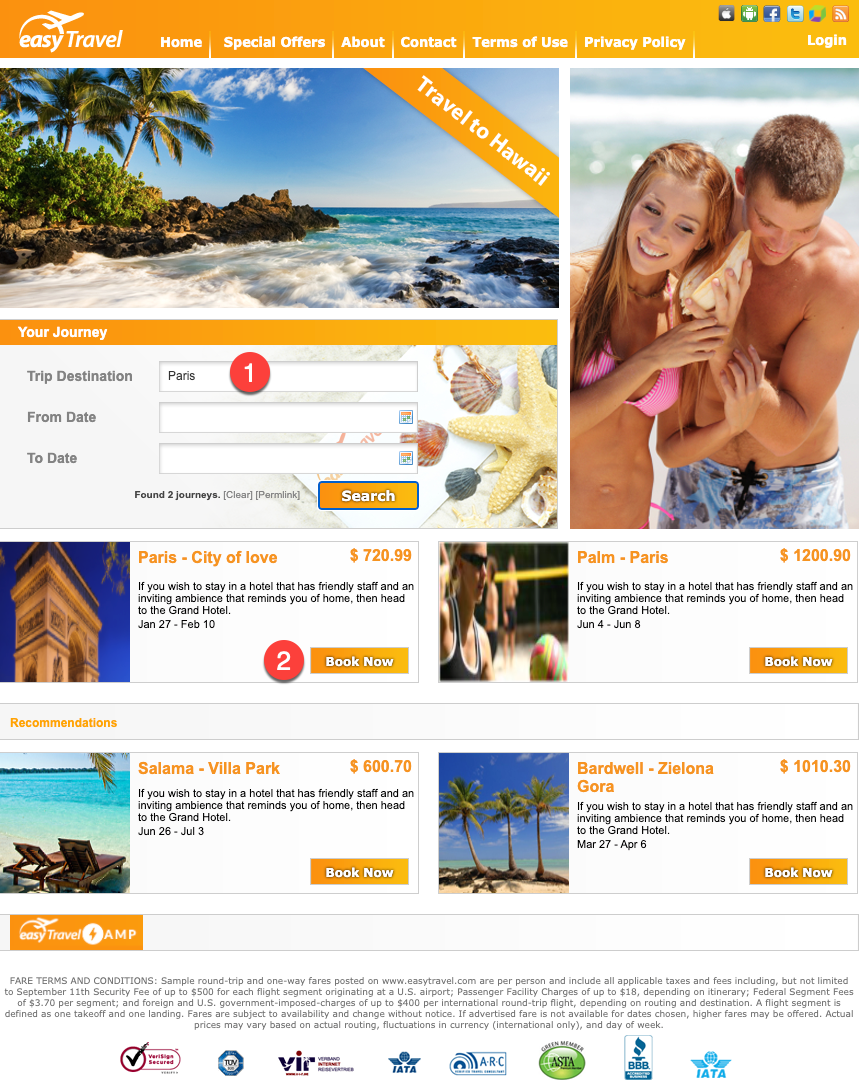 easyTravel
Home
Special Offers
About
Contact
Terms of Use
Privacy Policy
Login
Travel to Hawaii
Your Journey
Trip Destination
Paris
1
From Date
To Date
Found 2 journeys. [Clear] [Permlink]
Search
Paris - City of love
$ 720.99
If you wish to stay in a hotel that has friendly staff and an
inviting ambience that reminds you of home, then head
to the Grand Hotel.
Jan 27 - Feb 10
2
Book Now
Palm - Paris
$ 1200.90
If you wish to stay in a hotel that has friendly staff and an
inviting ambience that reminds you of home, then head
to the Grand Hotel.
Jun 4 - Jun 8
Book Now
Recommendations
Salama - Villa Park
$ 600.70
If you wish to stay in a hotel that has friendly staff and an
inviting ambience that reminds you of home, then head
to the Grand Hotel.
Jun 26 - Jul 3
Book Now
Bardwell - Zielona
Gora
$ 1010.30
If you wish to stay in a hotel that has friendly staff and an
inviting ambience that reminds you of home, then head
to the Grand Hotel.
Mar 27 - Apr 6
Book Now
easyTravel AMP
FARE TERMS AND CONDITIONS: Sample round-trip and one-way fares posted on www.easytravel.com are per person and include all applicable taxes and fees including, but not limited
to September 11th Security Fee of up to $500 for each flight segment originating at a U.S. airport; Passenger Facility Charges of up to $18, depending on itinerary; Federal Segment Fees
of $3.70 per segment; and foreign and U.S. government-imposed-charges of up to $400 per international round-trip flight, depending on routing and destination. A flight segment is
defined as one takeoff and one landing. Fares are subject to availability and change without notice. If advertised fare is not available for dates chosen, higher fares may be offered. Actual
prices may vary based on actual routing, fluctuations in currency (international only), and day of week.
VeriSign
Secured
TÜV
vir
VERBAND
INTERNET
REISEVERTRIEB
IATA
A·R·C
GREEN MEMBER
ASTA
BBB
ACCREDITED
BUSINESS
IATA